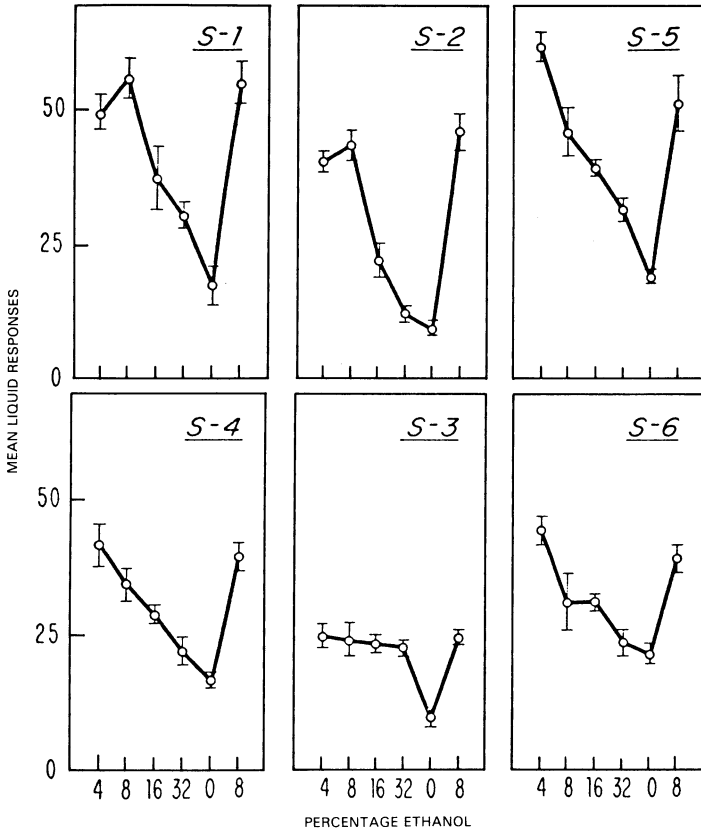 S-1
S-2
S-5
50
25
0
MEAN LIQUID RESPONSES
S-4
S-3
S-6
50
25
0
4 8 16 32 0 8
4 8 16 32 0 8
4 8 16 32 0 8
PERCENTAGE ETHANOL